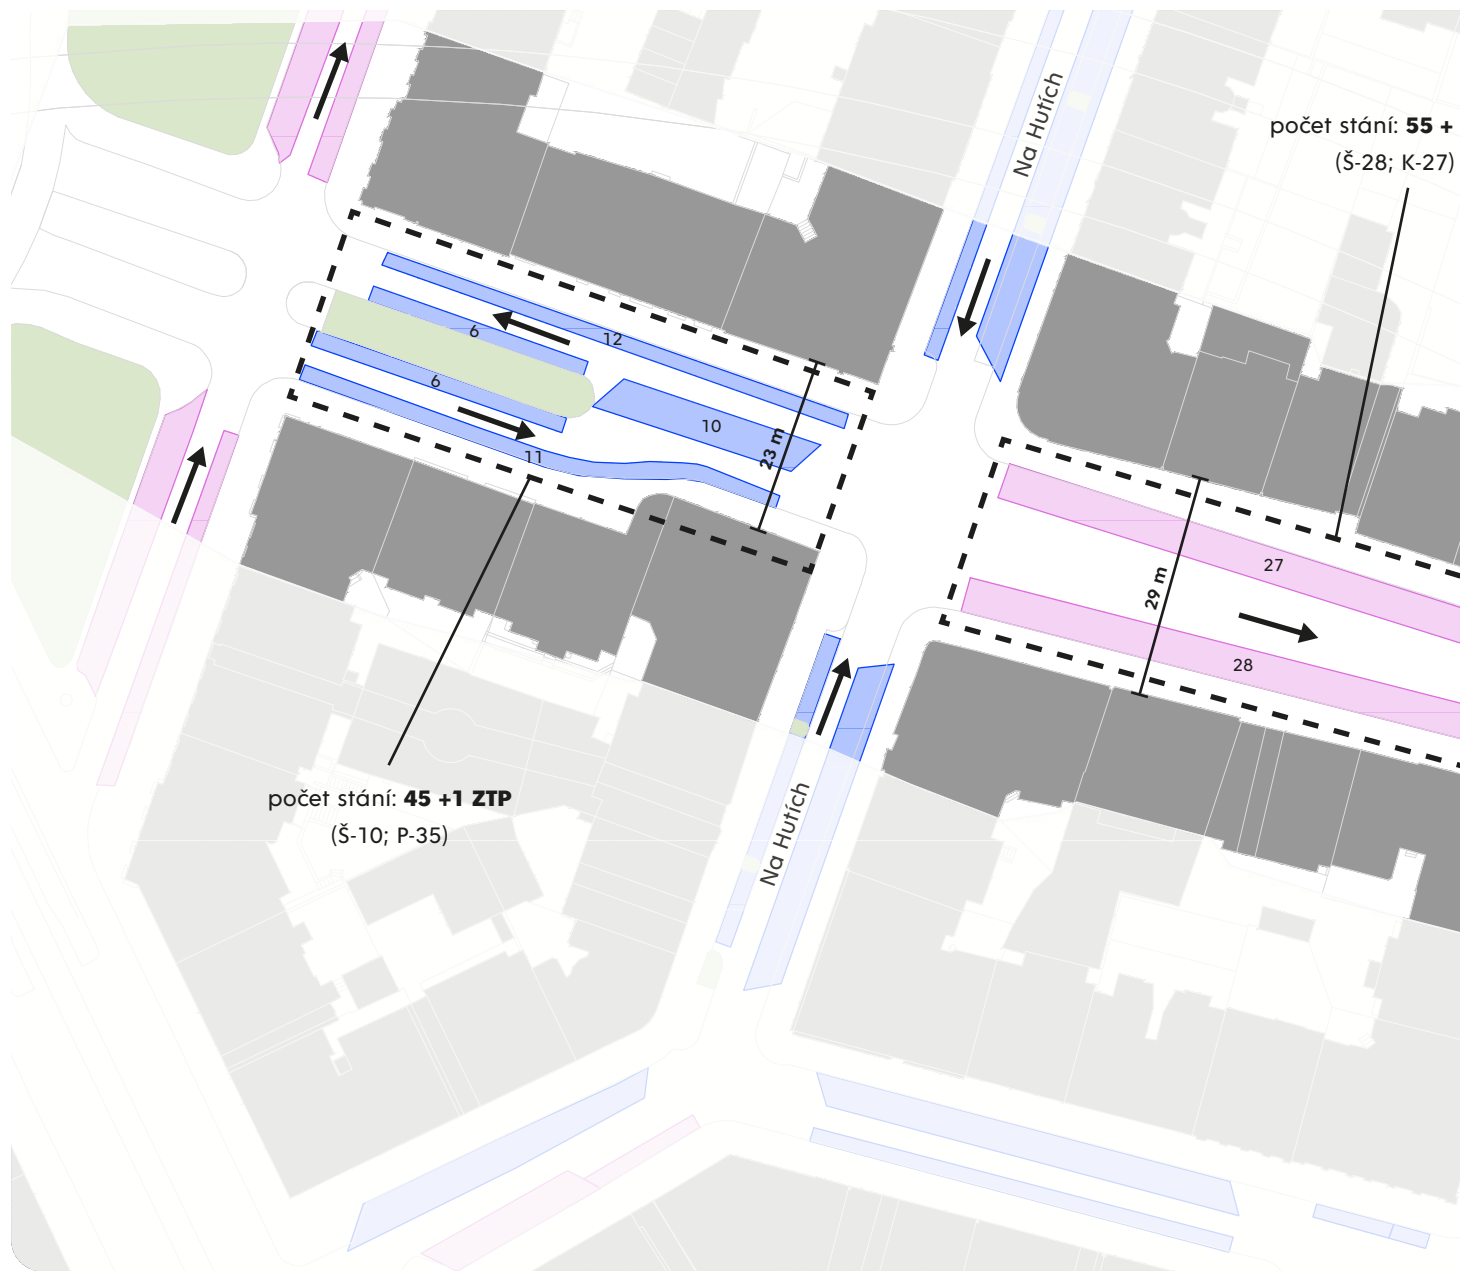 Na Hutích
počet stání: 55 +
(Š-28; K-27)
6
12
6
10
23 m
11
27
29 m
28
počet stání: 45 +1 ZTP
(Š-10; P-35)
Na Hutích